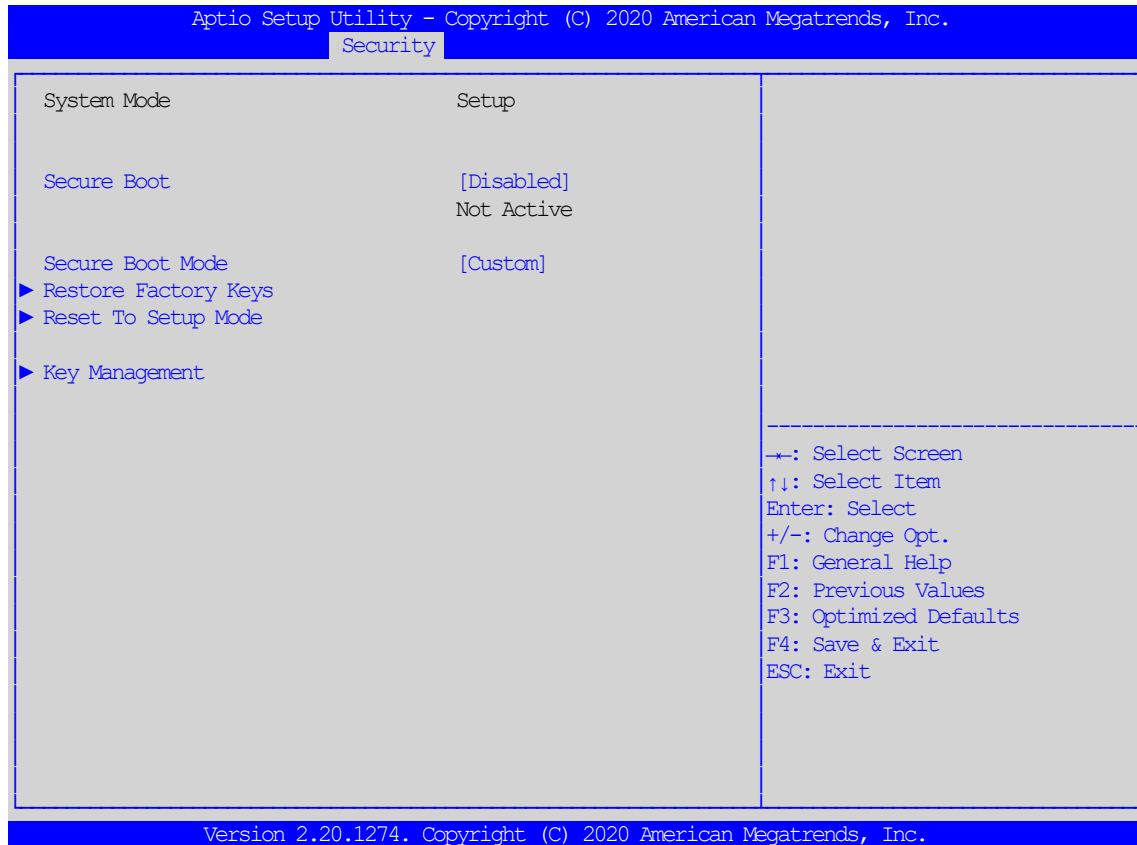 Aptio Setup Utility - Copyright (C) 2020 American Megatrends, Inc.
Security
System Mode Setup
Secure Boot [Disabled]
Not Active
Secure Boot Mode [Custom]
► Restore Factory Keys
► Reset To Setup Mode
► Key Management
→←: Select Screen
↑↓: Select Item
Enter: Select
+/-: Change Opt.
F1: General Help
F2: Previous Values
F3: Optimized Defaults
F4: Save & Exit
ESC: Exit
Version 2.20.1274. Copyright (C) 2020 American Megatrends, Inc.